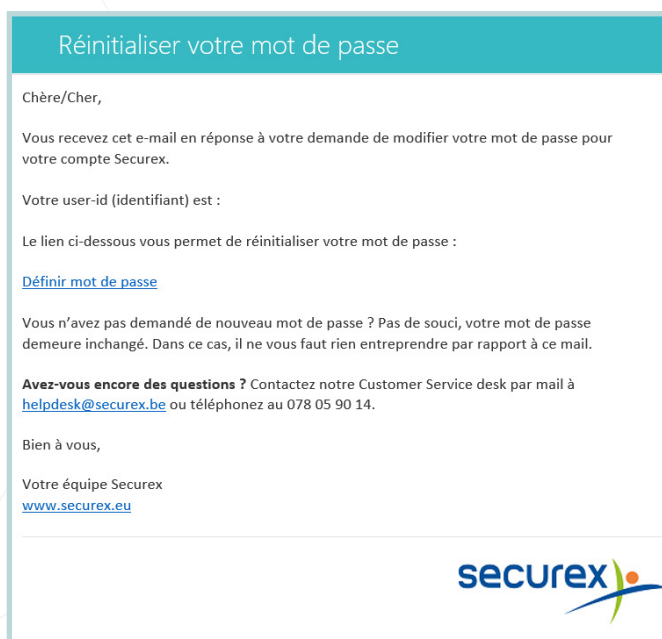 Réinitialiser votre mot de passe
Chère/Cher,
Vous recevez cet e-mail en réponse à votre demande de modifier votre mot de passe pour
votre compte Securex.
Votre user-id (identifiant) est :
Le lien ci-dessous vous permet de réinitialiser votre mot de passe :
Définir mot de passe
Vous n’avez pas demandé de nouveau mot de passe ? Pas de souci, votre mot de passe
demeure inchangé. Dans ce cas, il ne vous faut rien entreprendre par rapport à ce mail.
Avez-vous encore des questions ? Contactez notre Customer Service desk par mail à
helpdesk@securex.be ou téléphonez au 078 05 90 14.
Bien à vous,
Votre équipe Securex
www.securex.eu
securex